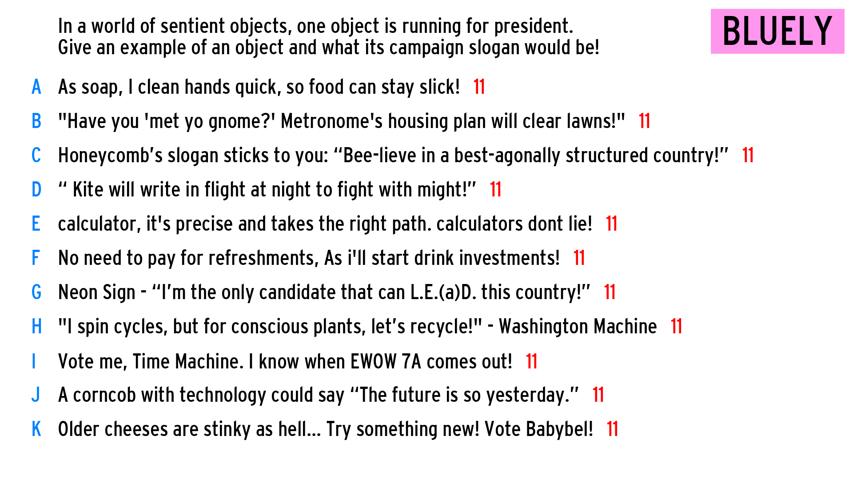 In a world of sentient objects, one object is running for president.
Give an example of an object and what its campaign slogan would be!
BLUELY
A As soap, I clean hands quick, so food can stay slick! 11
B "Have you 'met yo gnome?' Metronome's housing plan will clear lawns!" 11
C Honeycomb’s slogan sticks to you: “Bee-lieve in a best-agonally structured country!” 11
D “ Kite will write in flight at night to fight with might!” 11
E calculator, it's precise and takes the right path. calculators dont lie! 11
F No need to pay for refreshments, As i'll start drink investments! 11
G Neon Sign - “I’m the only candidate that can L.E.(a)D. this country!” 11
H "I spin cycles, but for conscious plants, let’s recycle!" - Washington Machine 11
I Vote me, Time Machine. I know when EWOW 7A comes out! 11
J A corncob with technology could say “The future is so yesterday.” 11
K Older cheeses are stinky as hell... Try something new! Vote Babybel! 11